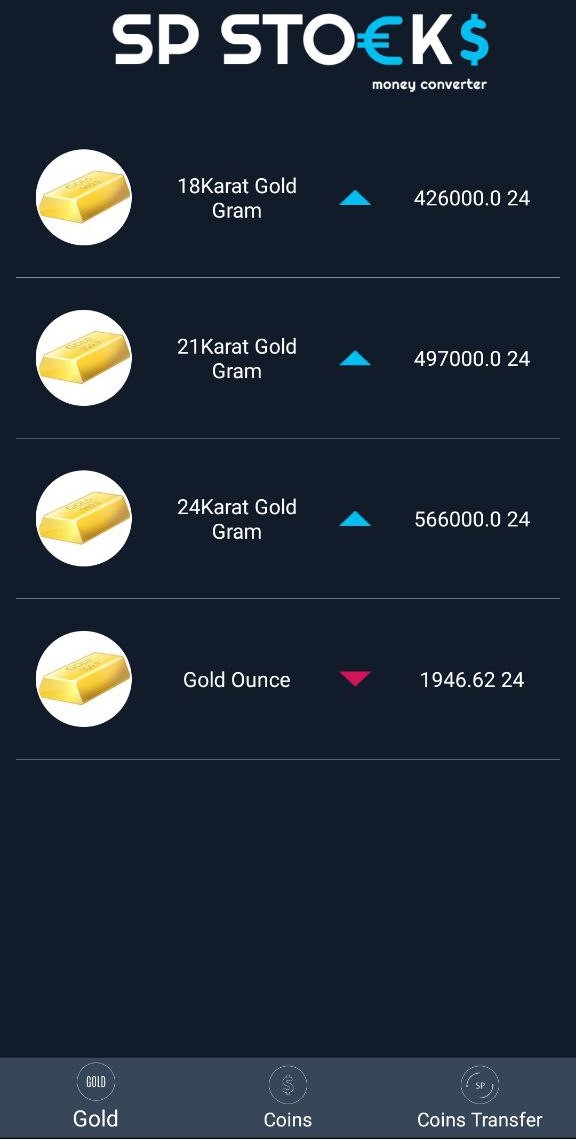 SP STO€K$
money converter
18Karat Gold
Gram
426000.0 24
21Karat Gold
Gram
497000.0 24
24Karat Gold
Gram
566000.0 24
Gold Ounce
1946.62 24
GOLD
$
SP
Gold
Coins
Coins Transfer